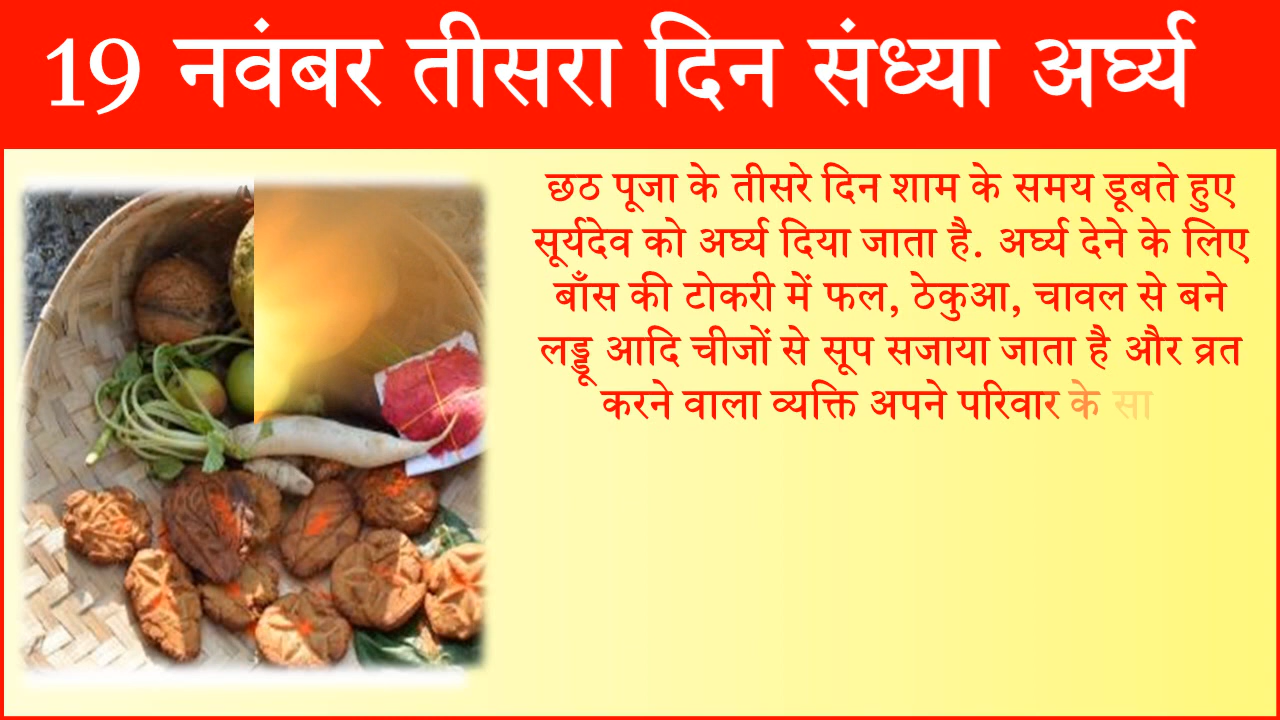 19 नवंबर तीसरा दिन संध्या अर्घ्य
छठ पूजा के तीसरे दिन शाम के समय डूबते हुए
सूर्यदेव को अर्घ्य दिया जाता है. अर्घ्य देने के लिए
बाँस की टोकरी में फल, ठेकुआ, चावल से बने
लड्डू आदि चीजों से सूप सजाया जाता है और व्रत
करने वाला व्यक्ति अपने परिवार के सा